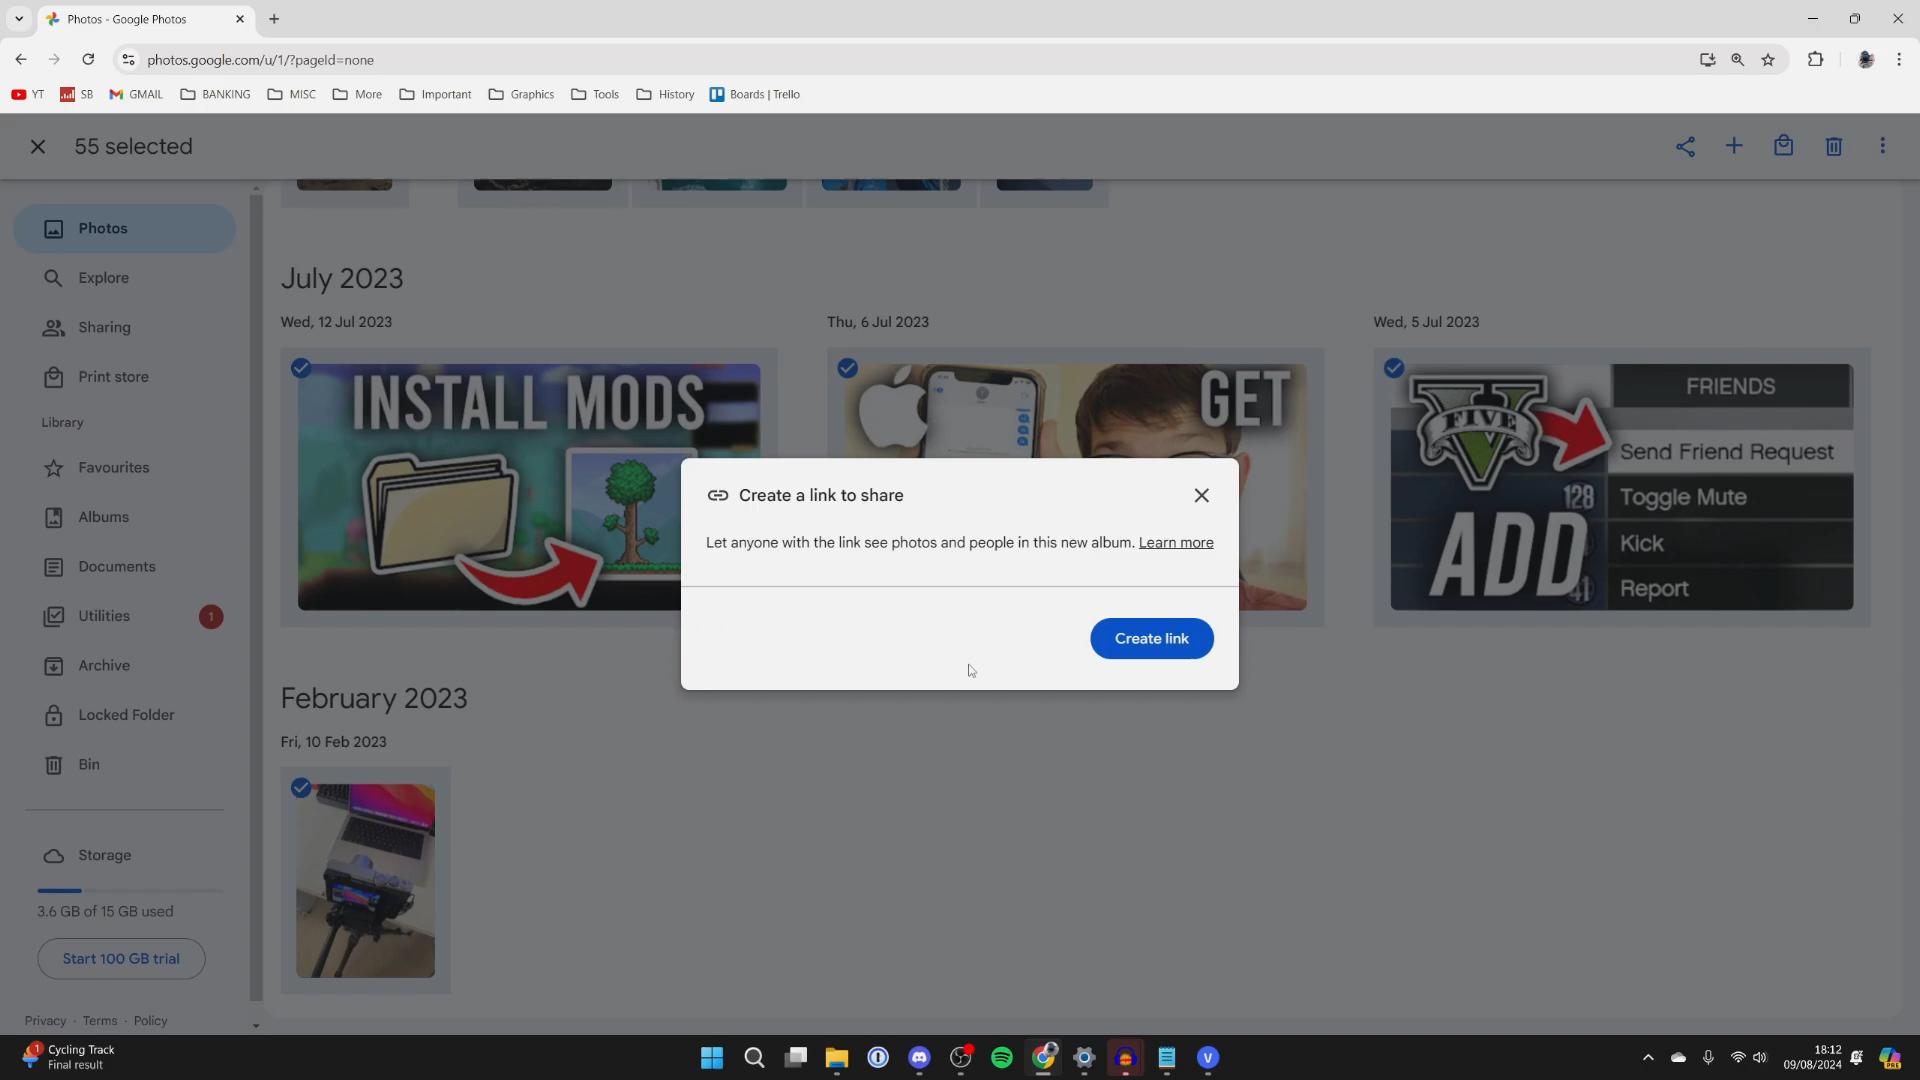 Photos - Google Photos
photos.google.com/u/1/?pageId=none
YT
SB
GMAIL
BANKING
MISC
More
Important
Graphics
Tools
History
Boards | Trello
55 selected
Photos
Explore
Sharing
Print store
Library
Favourites
Albums
Documents
Utilities
1
Archive
Locked Folder
Bin
Storage
3.6 GB of 15 GB used
Start 100 GB trial
Privacy · Terms · Policy
July 2023
Wed, 12 Jul 2023
Thu, 6 Jul 2023
Wed, 5 Jul 2023
INSTALL MODS
GET
FIVE
FRIENDS
Send Friend Request
128
Toggle Mute
ADD
Kick
41
Report
Create a link to share
Let anyone with the link see photos and people in this new album. Learn more
Create link
February 2023
Fri, 10 Feb 2023
1
Cycling Track
Final result
V
18:12
09/08/2024
PRE